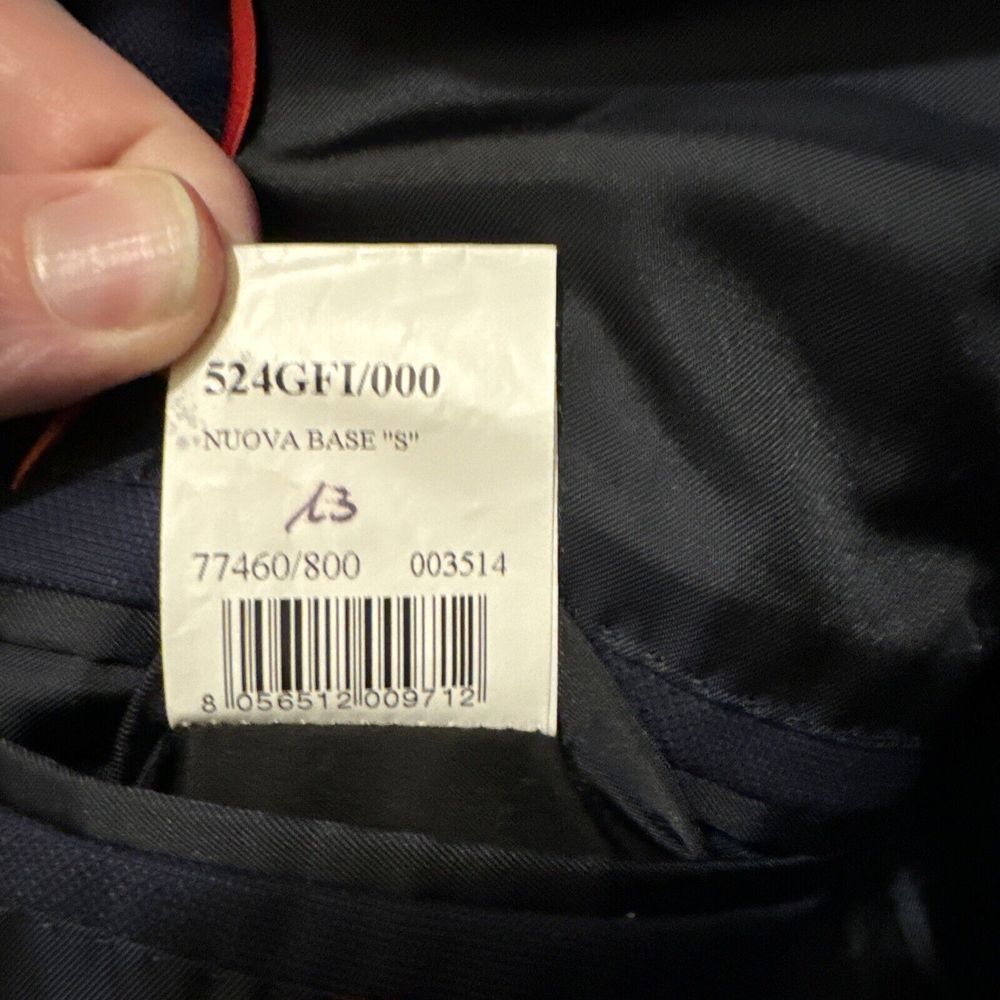 524GFI/000
NUOVA BASE "S"
13
77460/800 003514
8 056512 009712